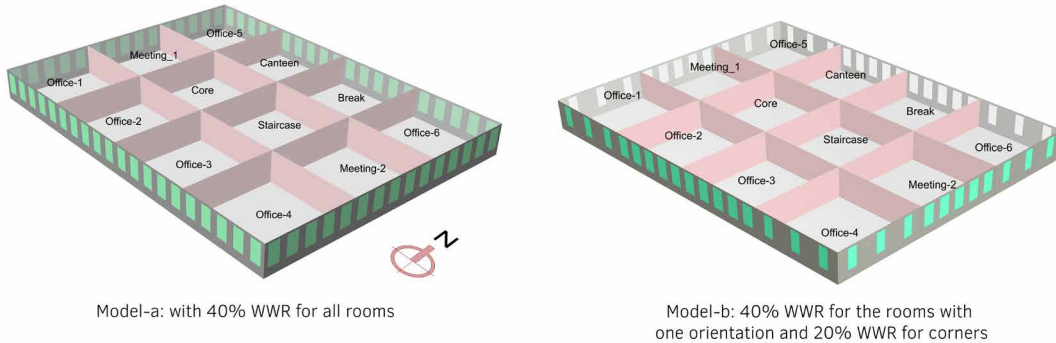 Office-5
Meeting_1
Office-1
Canteen
Core
Break
Office-2
Staircase
Office-6
Office-3
Meeting-2
Office-4
N
Model-a: with 40% WWR for all rooms
Office-5
Meeting_1
Canteen
Office-1
Core
Break
Office-2
Staircase
Office-6
Office-3
Meeting-2
Office-4
Model-b: 40% WWR for the rooms with
one orientation and 20% WWR for corners